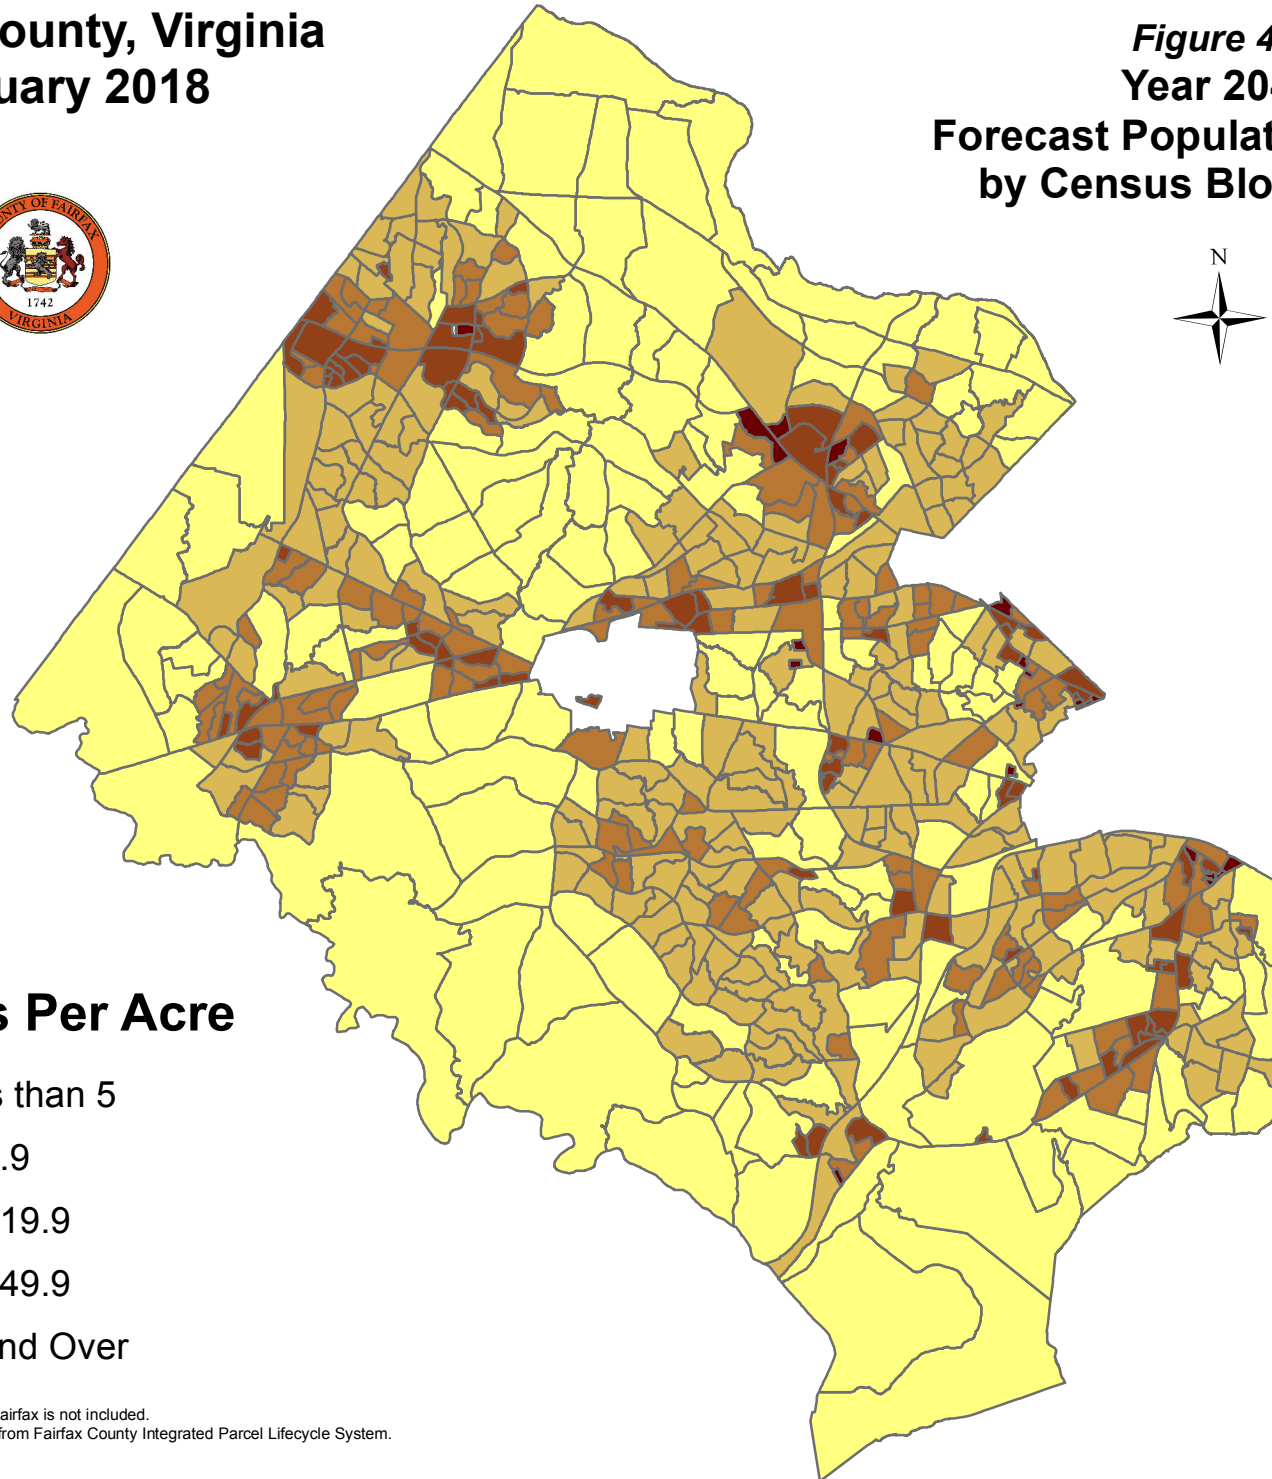 ounty, Virginia
uary 2018
Figure 4
Year 204
Forecast Populat
by Census Blo
NTY OF FAIRFAX
1742
VIRGINIA
N
s Per Acre
s than 5
.9
19.9
49.9
nd Over
airfax is not included.
from Fairfax County Integrated Parcel Lifecycle System.